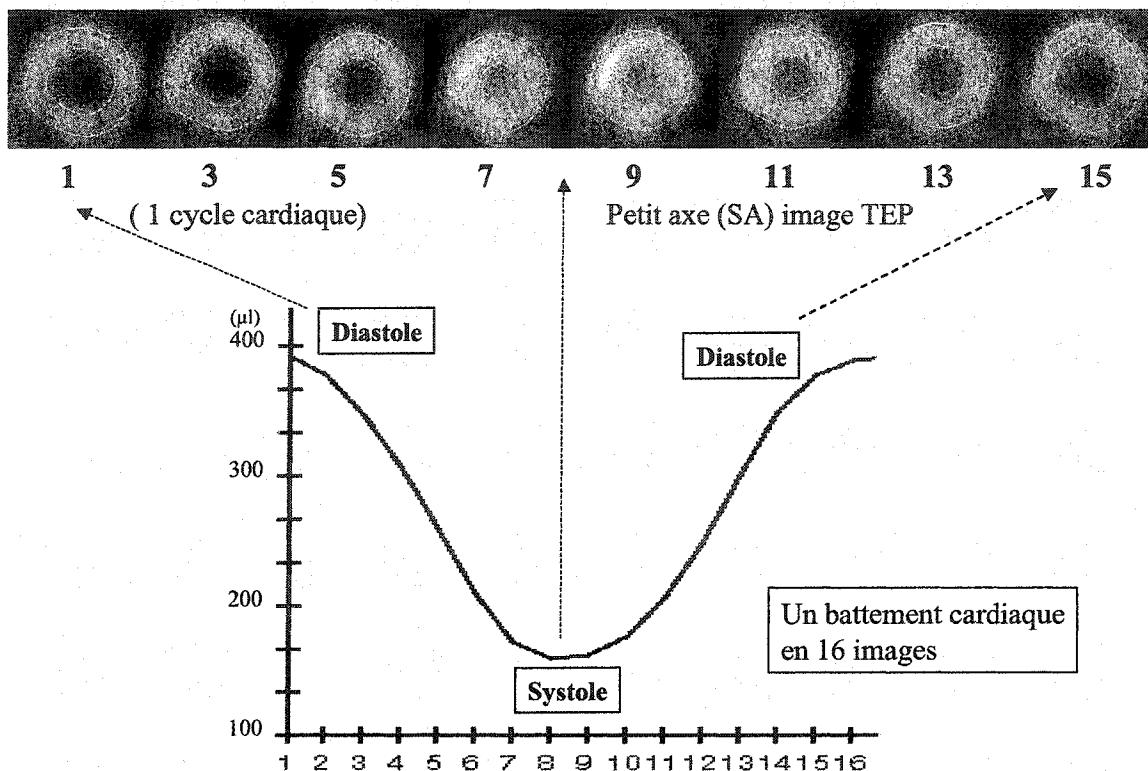 1 3 5 7 9 11 13 15
( 1 cycle cardiaque) Petit axe (SA) image TEP
(µl)
400
Diastole
Diastole
300
200
Un battement cardiaque
en 16 images
Systole
100
1 2 3 4 5 6 7 8 9 10 11 12 13 14 15 16